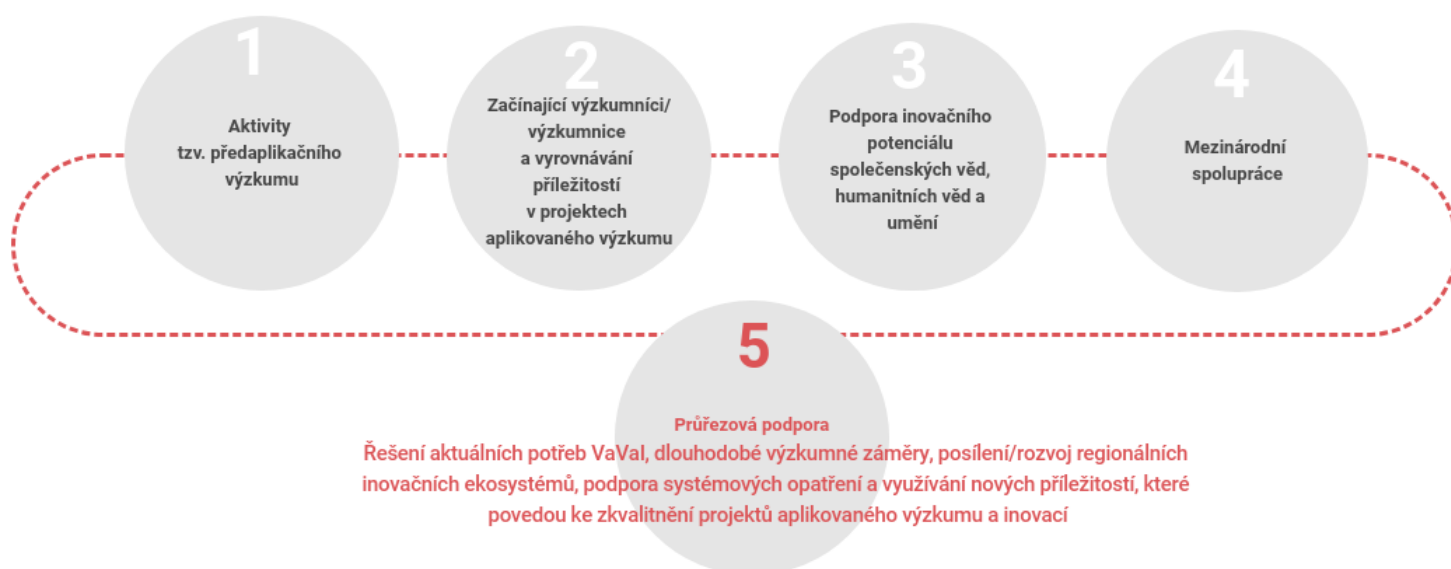 1
Aktivity
tzv. předaplikačního
výzkumu
2
Začínající výzkumníci/
výzkumnice
a vyrovnávání
příležitostí
v projektech
aplikovaného výzkumu
3
Podpora inovačního
potenciálu
společenských věd,
humanitních věd a
umění
4
Mezinárodní
spolupráce
5
Průřezová podpora
Řešení aktuálních potřeb VaVaI, dlouhodobé výzkumné záměry, posílení/rozvoj regionálních
inovačních ekosystémů, podpora systémových opatření a využívání nových příležitostí, které
povedou ke zkvalitnění projektů aplikovaného výzkumu a inovací